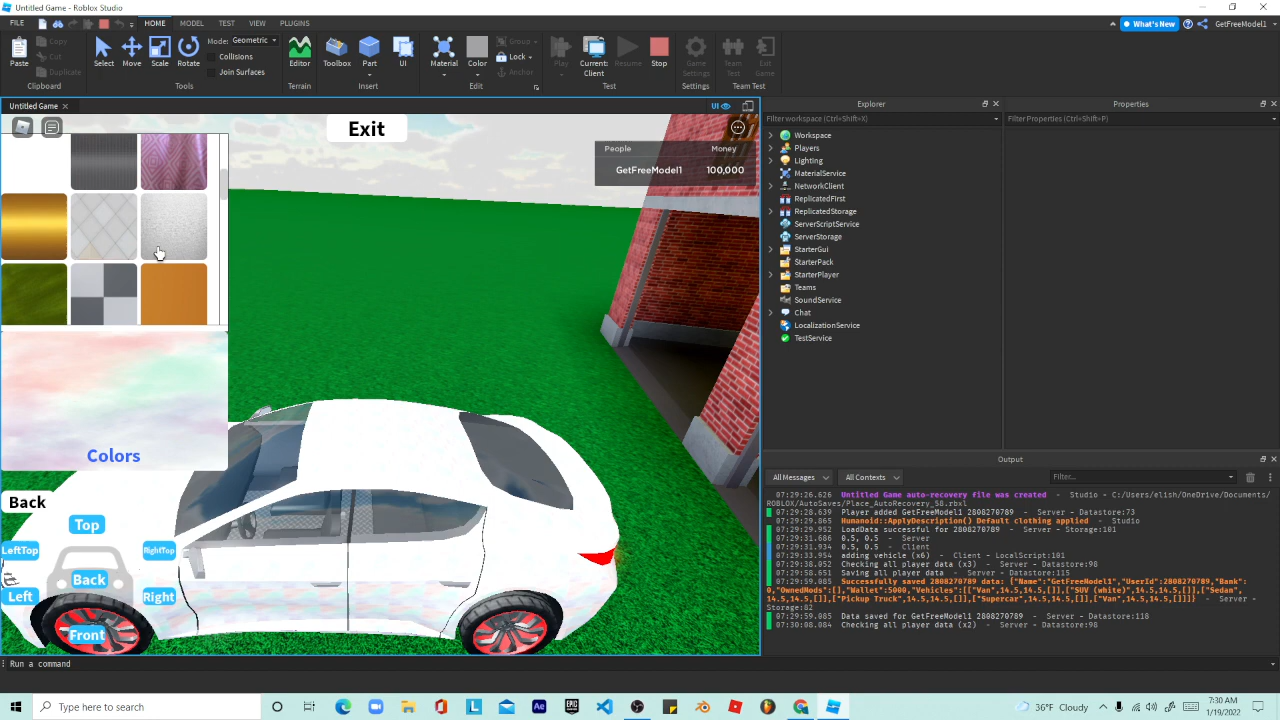 Untitled Game - Roblox Studio
FILE HOME MODEL TEST VIEW PLUGINS
What's New GetFreeModel1
Paste Copy Cut Duplicate Select Move Scale Rotate Mode: Geometric Collisions Join Surfaces Editor Toolbox Part UI Material Color Group Lock Anchor Play Current: Client Resume Stop Game Settings Team Test Exit Game
Clipboard Tools Terrain Insert Edit Test Settings Team Test
Untitled Game UI
Exit
People Money
GetFreeModel1 100,000
Colors
Back
Top
LeftTop RightTop
Back
Left Right
Front
Explorer
Filter workspace (Ctrl+Shift+X)
Workspace
Players
Lighting
MaterialService
NetworkClient
ReplicatedFirst
ReplicatedStorage
ServerScriptService
ServerStorage
StarterGui
StarterPack
StarterPlayer
Teams
SoundService
Chat
LocalizationService
TestService
Properties
Filter Properties (Ctrl+Shift+P)
Output
All Messages All Contexts Filter...
07:29:26.626 Untitled Game auto-recovery file was created - Studio - C:/Users/elish/OneDrive/Documents/
ROBLOX/AutoSaves/Place_AutoRecovery_58.rbxl
07:29:28.639 Player added GetFreeModel1 2808270789 - Server - Datastore:73
07:29:29.865 Humanoid::ApplyDescription() Default clothing applied - Studio
07:29:29.952 LoadData successful for 2808270789 - Server - Storage:101
07:29:31.686 0.5, 0.5 - Server
07:29:31.934 0.5, 0.5 - Client
07:29:33.954 adding vehicle (x6) - Client - LocalScript:101
07:29:38.052 Checking all player data (x3) - Server - Datastore:98
07:29:58.051 Saving all player data - Server - Datastore:115
07:29:59.085 Successfully saved 2808270789 data: {"Name":"GetFreeModel1","UserId":2808270789,"Bank":
0,"OwnedMods":[],"Wallet":5000,"Vehicles":[["Van",14.5,14.5,[]],["SUV (white)",14.5,14.5,[]],["Sedan",
14.5,14.5,[]],["Pickup Truck",14.5,14.5,[]],["Supercar",14.5,14.5,[]],["Van",14.5,14.5,[]]]} - Server -
Storage:82
07:29:59.085 Data saved for GetFreeModel1 2808270789 - Server - Datastore:118
07:30:08.084 Checking all player data (x2) - Server - Datastore:98
Run a command
Type here to search
36°F Cloudy
7:30 AM
1/19/2022